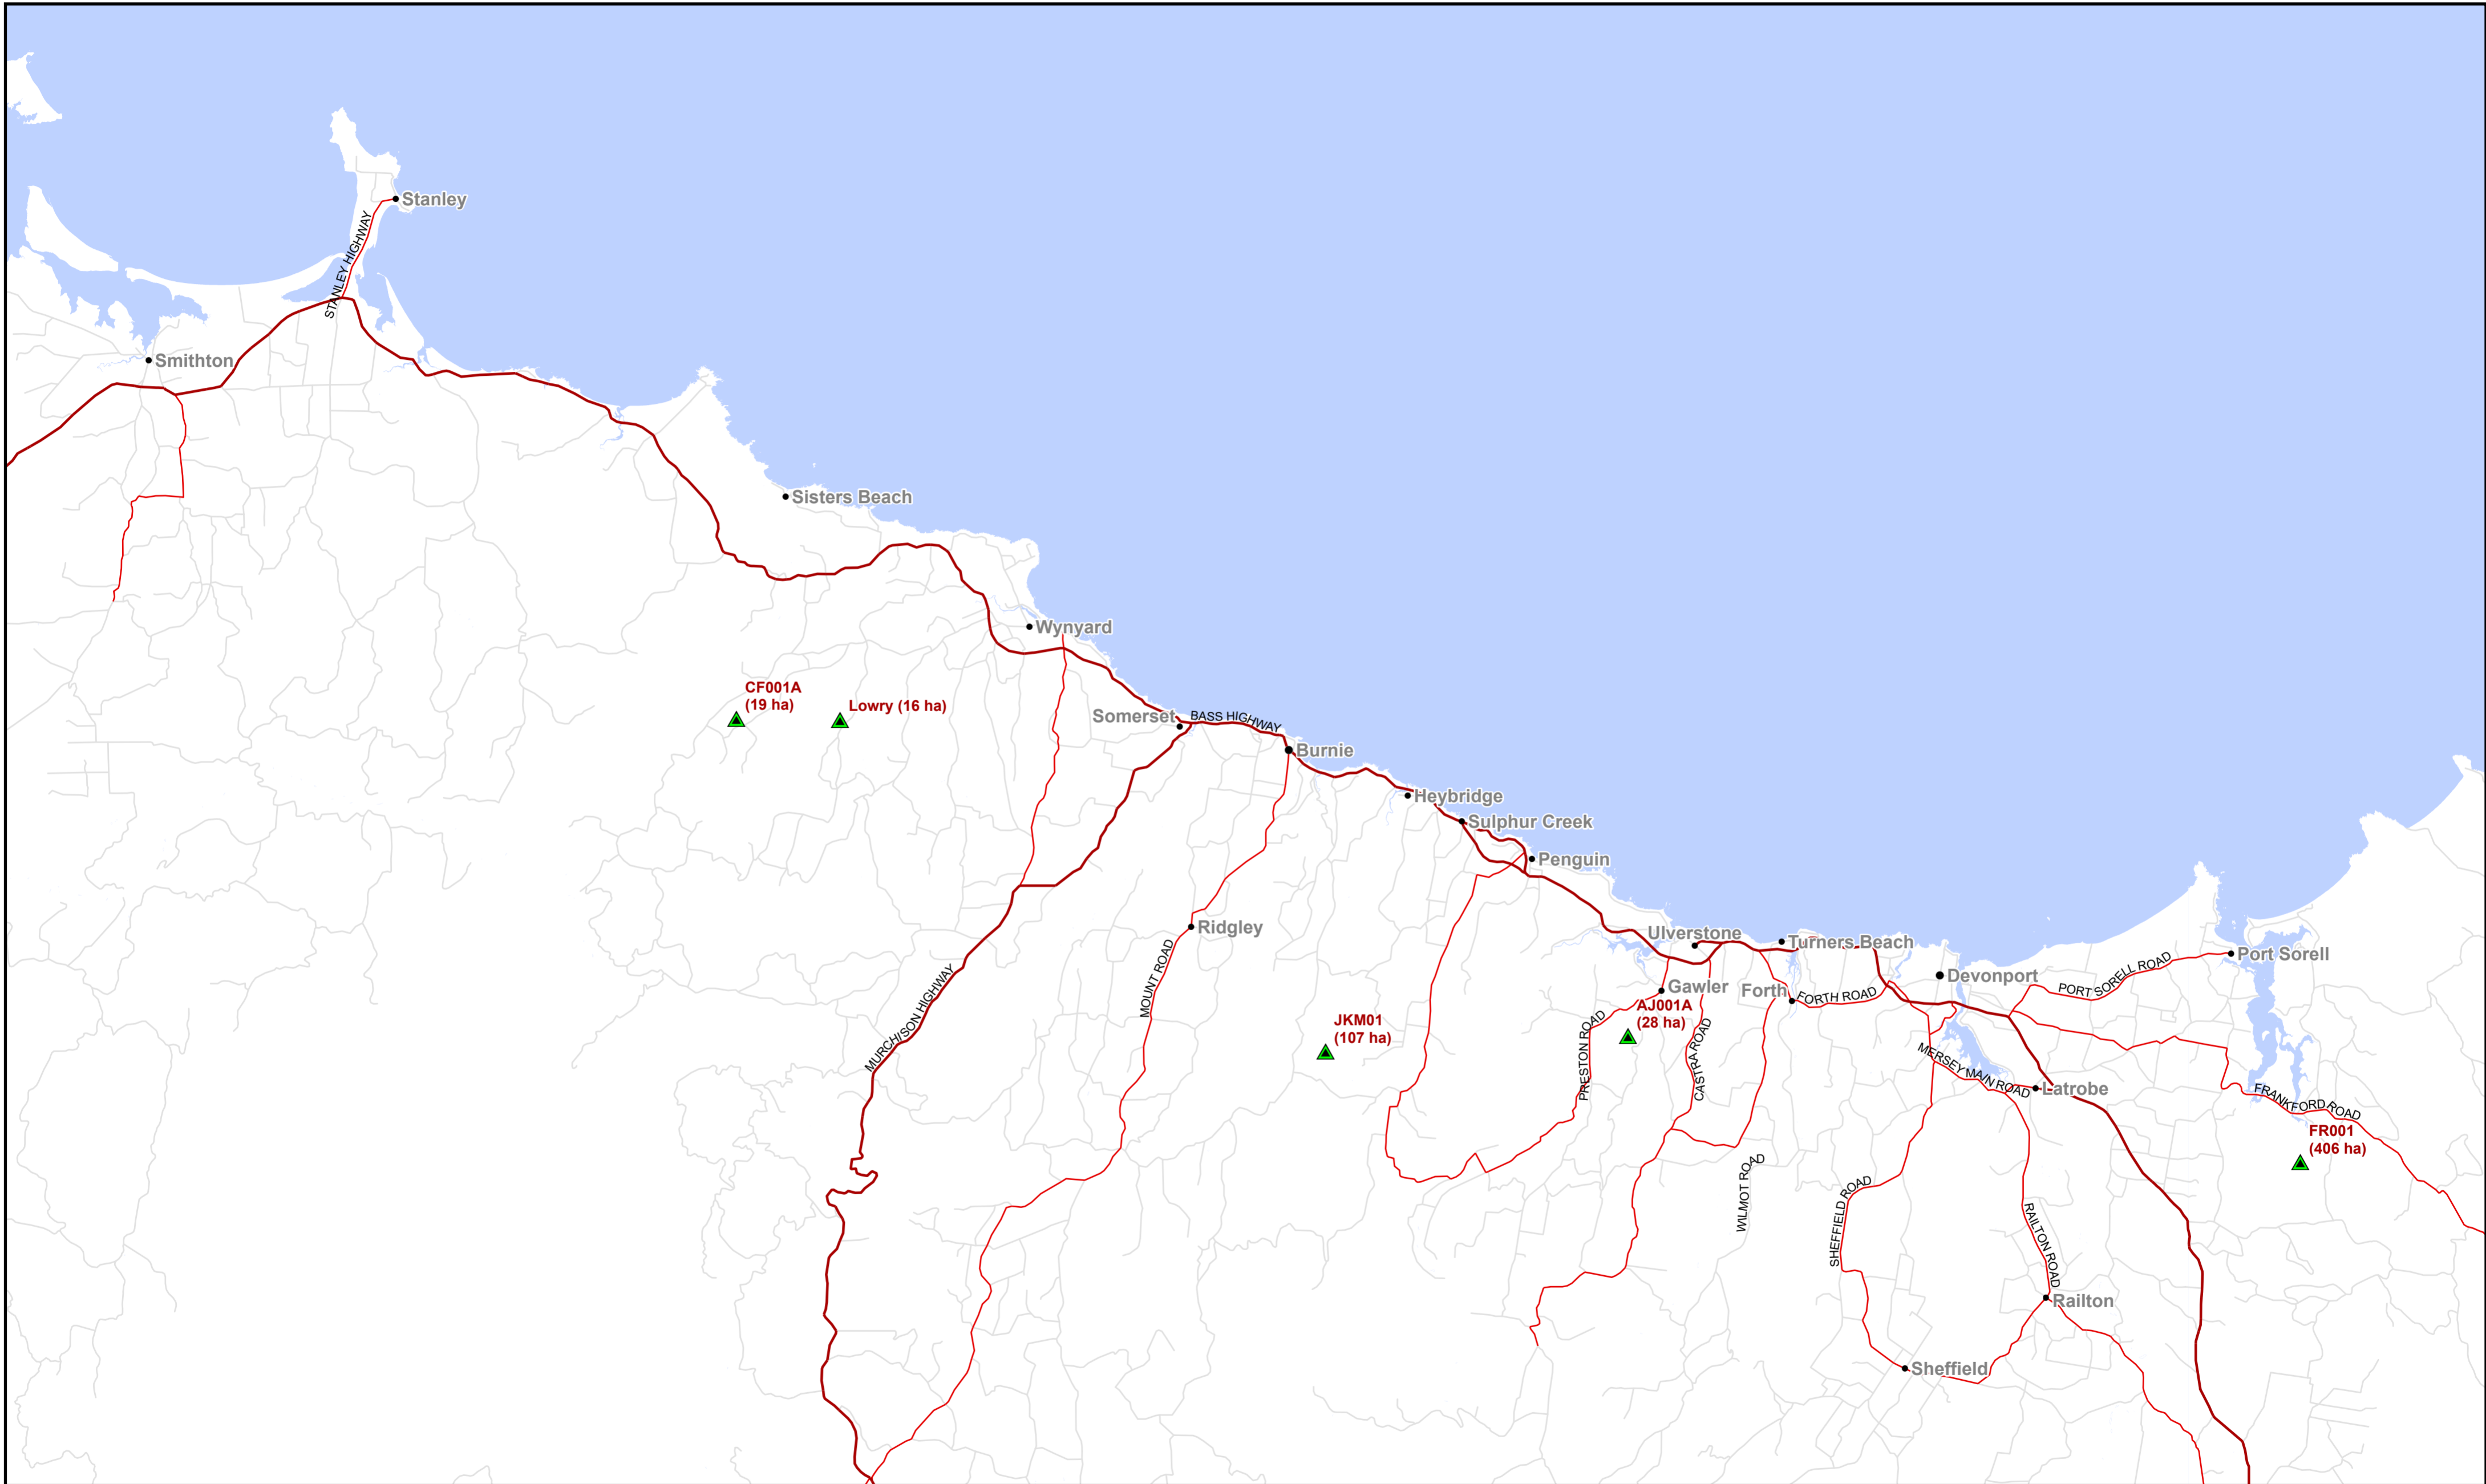 Stanley
STANLEY HIGHWAY
Smithton
Sisters Beach
Wynyard
CF001A
(19 ha)
Lowry (16 ha)
Somerset
BASS HIGHWAY
Burnie
Heybridge
Sulphur Creek
Penguin
Ridgley
MOUNT ROAD
MURCHISON HIGHWAY
Ulverstone
Turners Beach
Port Sorell
PORT SORELL ROAD
Devonport
Gawler
Forth
FORTH ROAD
AJ001A
(28 ha)
JKM01
(107 ha)
PRESTON ROAD
CASTRA ROAD
MERSEY MAIN ROAD
Latrobe
FRANKFORD ROAD
FR001
(406 ha)
WILMOT ROAD
SHEFFIELD ROAD
RAILTON ROAD
Railton
Sheffield